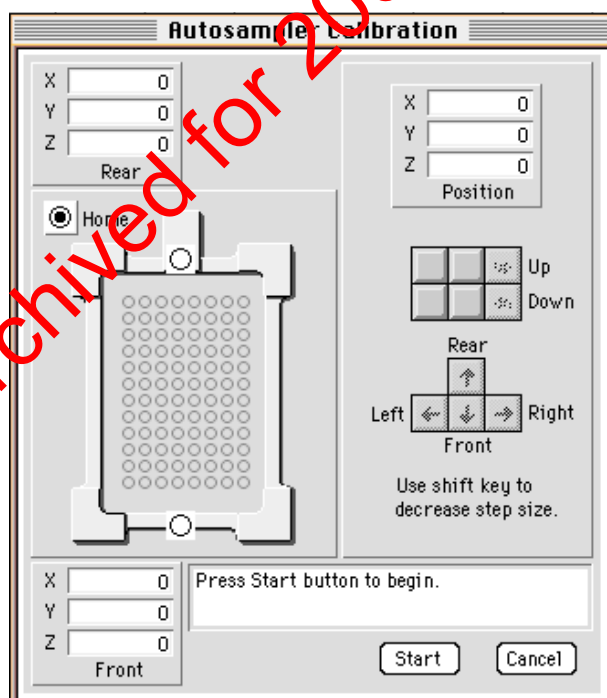 Autosampler Calibration
X 0
Y 0
Z 0
Rear
X 0
Y 0
Z 0
Position
Home
Up
Down
Rear
Left
Right
Front
Use shift key to
decrease step size.
X 0
Y 0
Z 0
Front
Press Start button to begin.
Start
Cancel
chived for 20